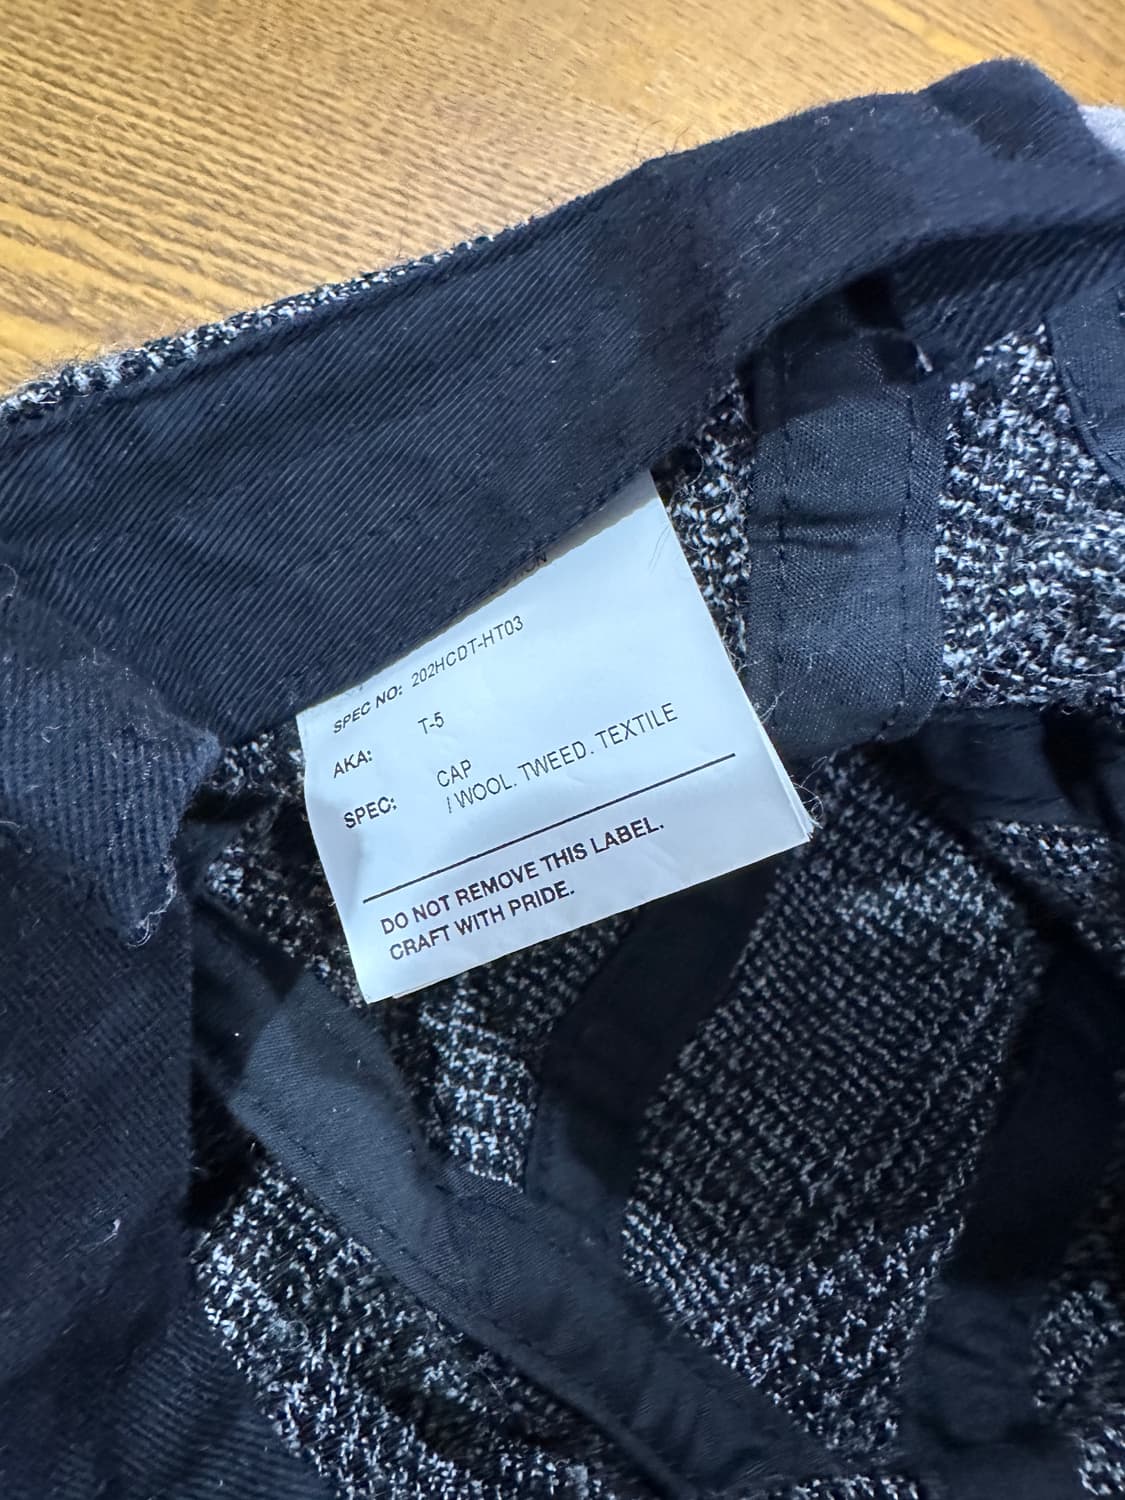 SPEC NO: 202HCDT-HT03
AKA: T-5
SPEC: CAP
/ WOOL. TWEED. TEXTILE
DO NOT REMOVE THIS LABEL.
CRAFT WITH PRIDE.